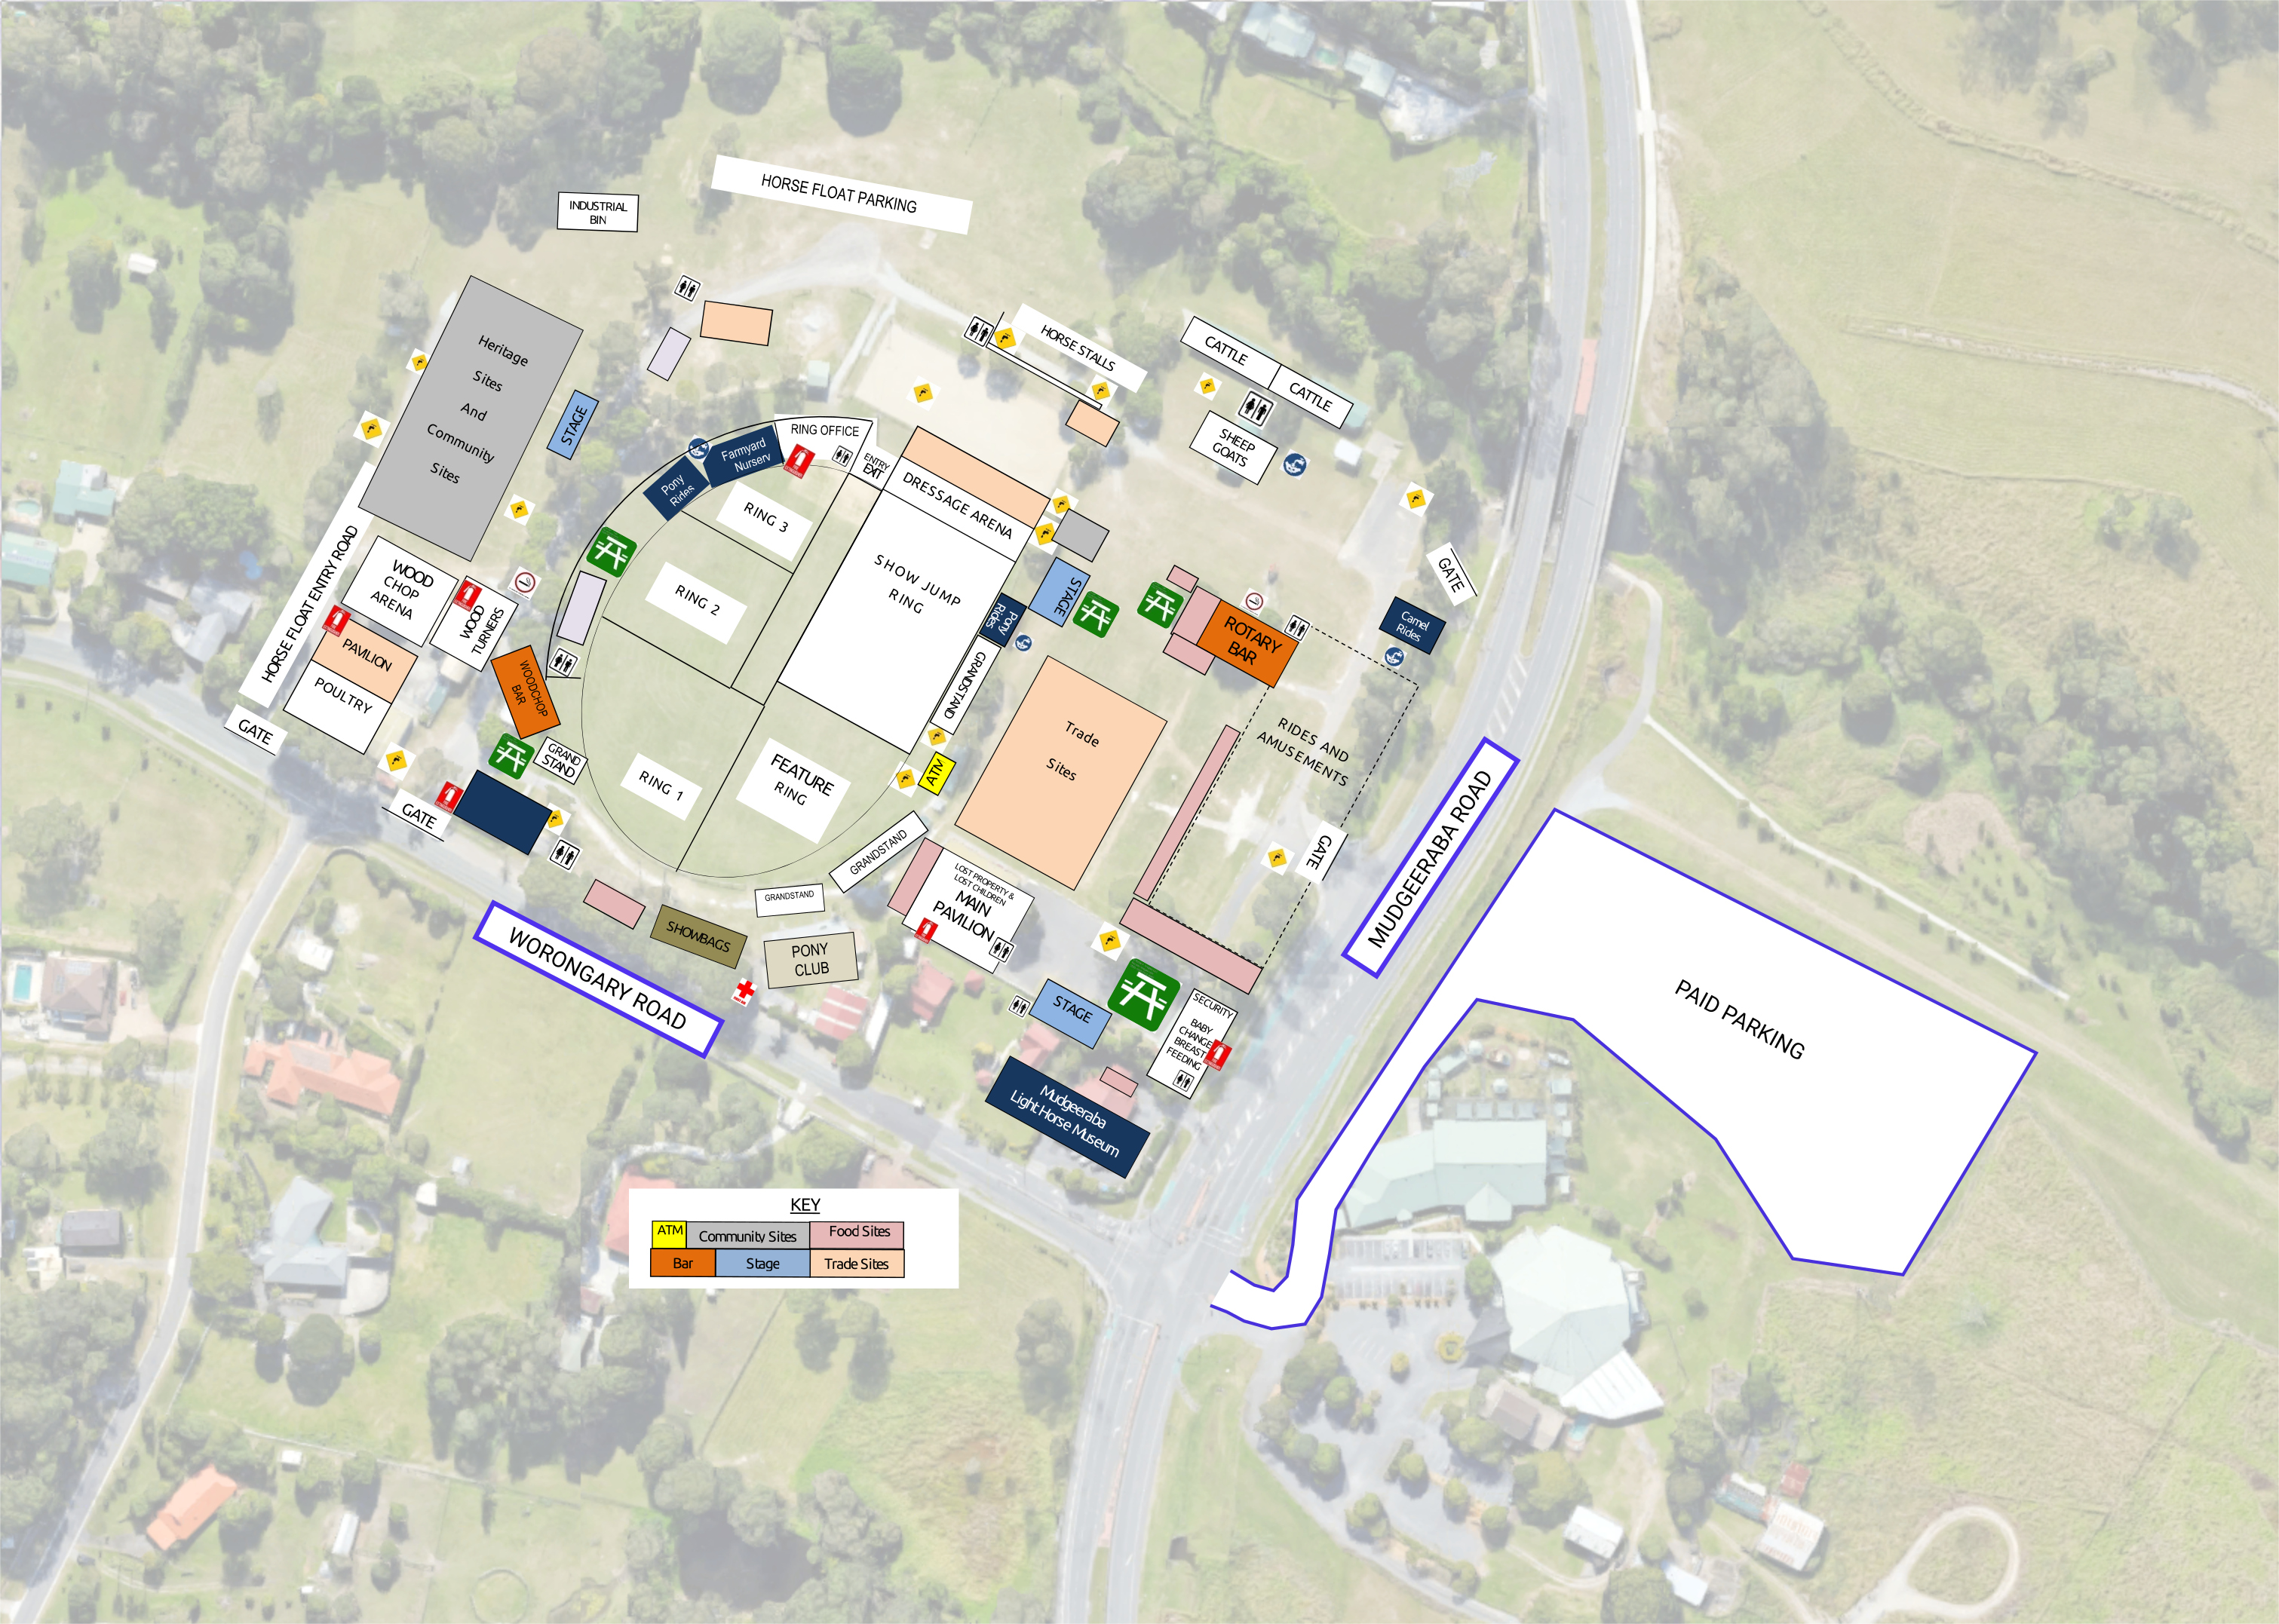 HORSE FLOAT PARKING
INDUSTRIAL
BIN
Heritage
Sites
And
Community
Sites
STAGE
HORSE STALLS
CATTLE
CATTLE
SHEEP
GOATS
RING OFFICE
ENTRY
EXIT
Farmyard
Nursery
Pony
Rides
RING 3
DRESSAGE ARENA
SHOW JUMP
RING
RING 2
HORSE FLOAT ENTRY ROAD
WOOD
CHOP
ARENA
WOOD
TURNERS
PAVILION
POULTRY
GATE
WOODCHOP
BAR
GRAND
STAND
GATE
RING 1
FEATURE
RING
STAGE
Pony
Rides
GRANDSTAND
ATM
GRANDSTAND
GRANDSTAND
Trade
Sites
ROTARY
BAR
Camel
Rides
GATE
RIDES AND
AMUSEMENTS
GATE
MUDGEERABA ROAD
LOST PROPERTY &
LOST CHILDREN
MAIN
PAVILION
SHOWBAGS
PONY
CLUB
WORONGARY ROAD
STAGE
SECURITY
BABY
CHANGE
BREAST
FEEDING
Mudgeeraba
Light Horse Museum
PAID PARKING
KEY
ATM
Community Sites
Food Sites
Bar
Stage
Trade Sites